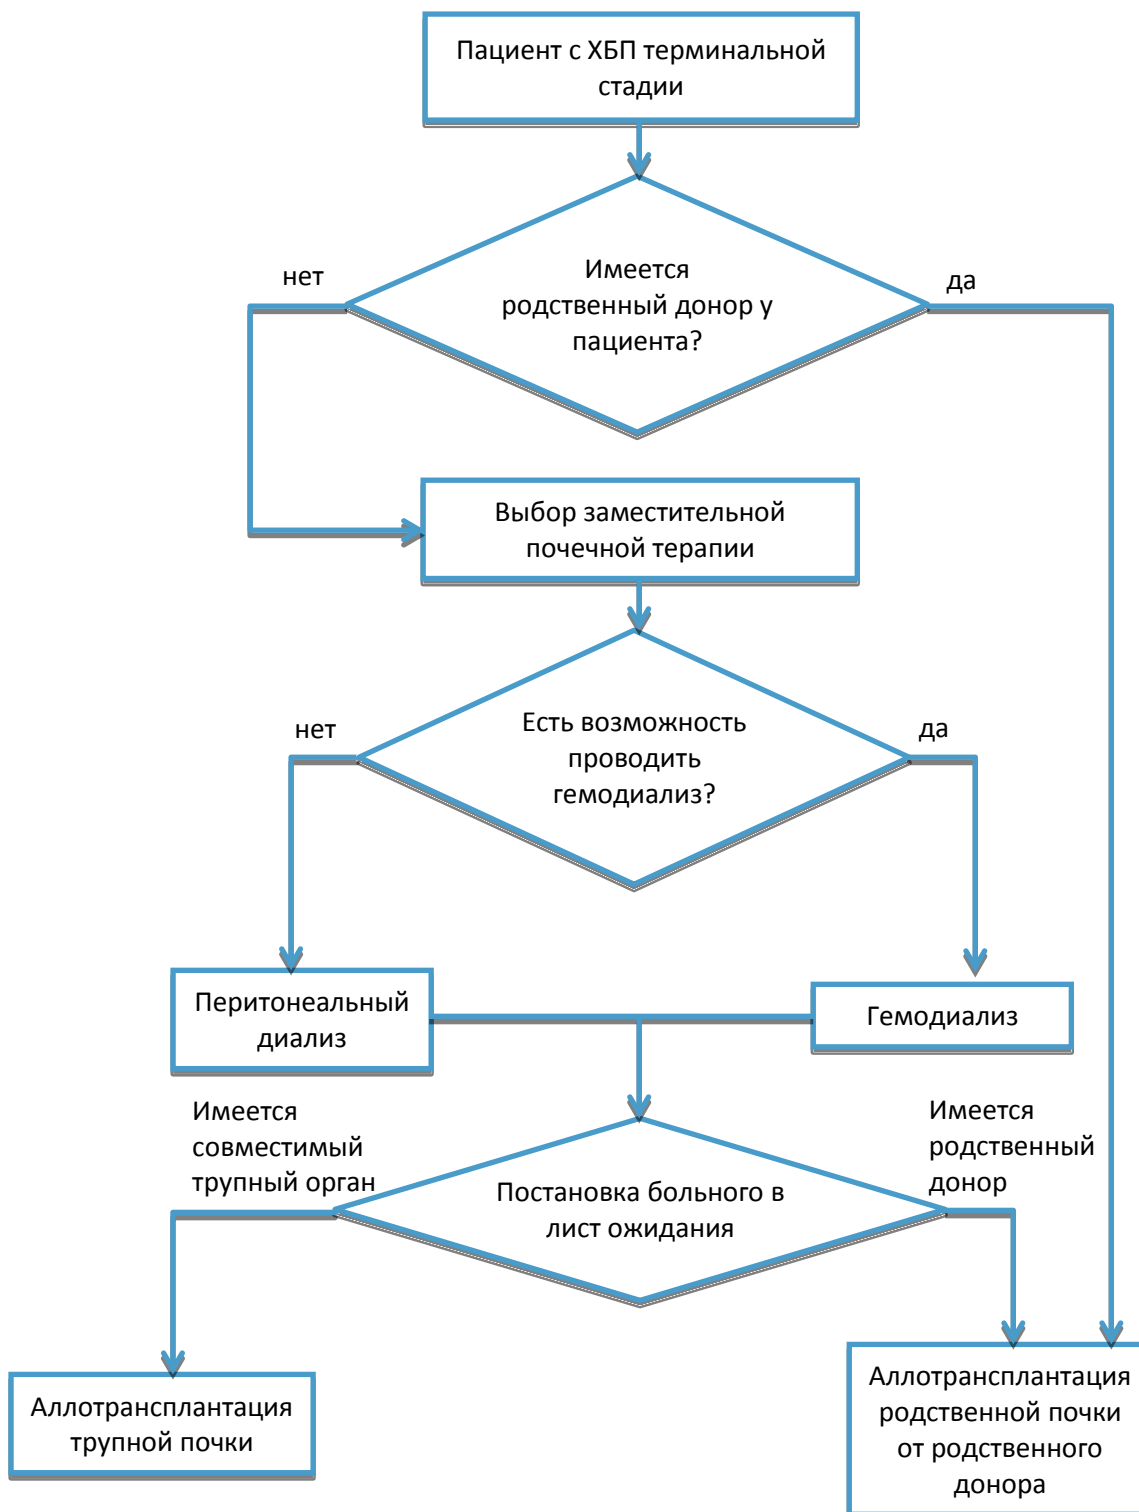 Пациент с ХБП терминальной
стадии
Имеется
родственный донор у
пациента?
нет
да
Выбор заместительной
почечной терапии
Есть возможность
проводить
гемодиализ?
нет
да
Перитонеальный
диализ
Гемодиализ
Имеется
совместимый
трупный орган
Имеется
родственный
донор
Постановка больного в
лист ожидания
Аллотрансплантация
трупной почки
Аллотрансплантация
родственной почки
от родственного
донора